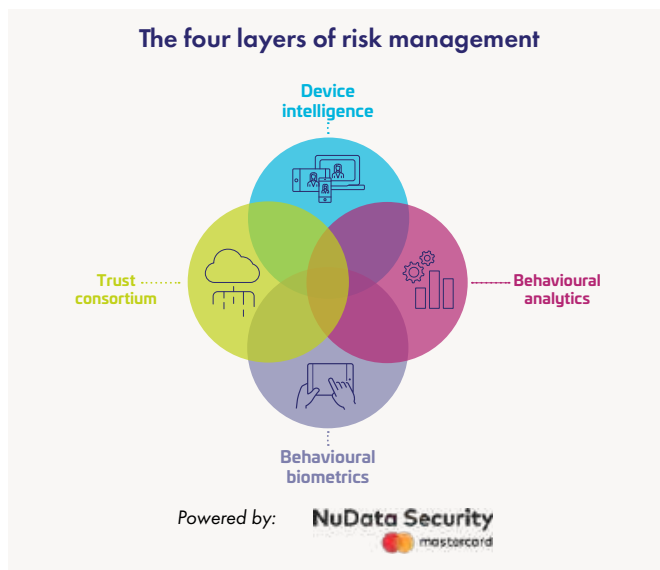 The four layers of risk management
Device
intelligence
Trust
consortium
Behavioural
analytics
Behavioural
biometrics
Powered by:
NuData Security
mastercard